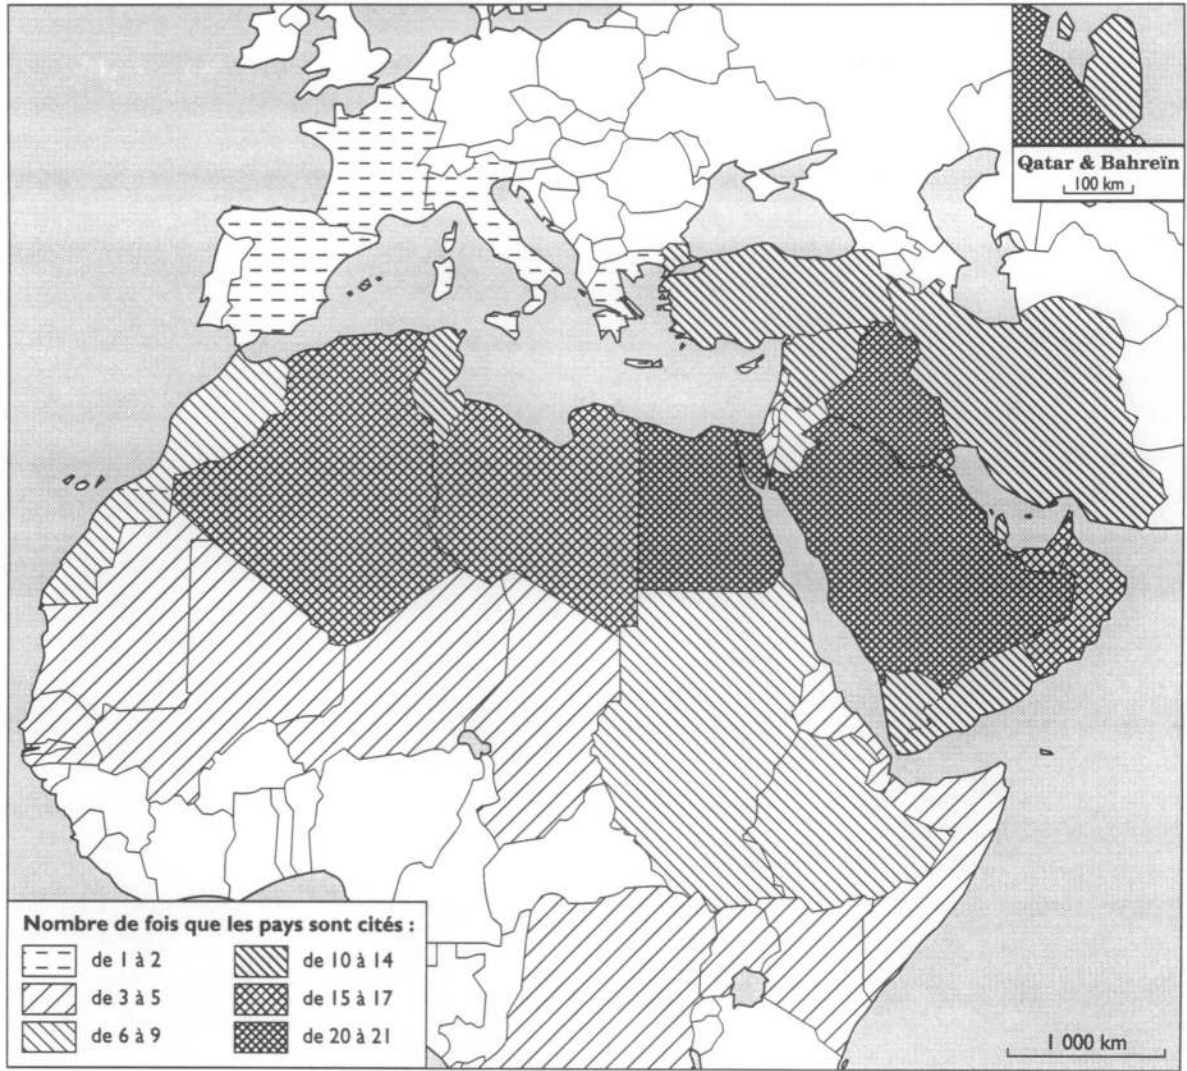 Qatar & Bahreïn
100 km
Nombre de fois que les pays sont cités :
de 1 à 2
de 3 à 5
de 6 à 9
de 10 à 14
de 15 à 17
de 20 à 21
1 000 km